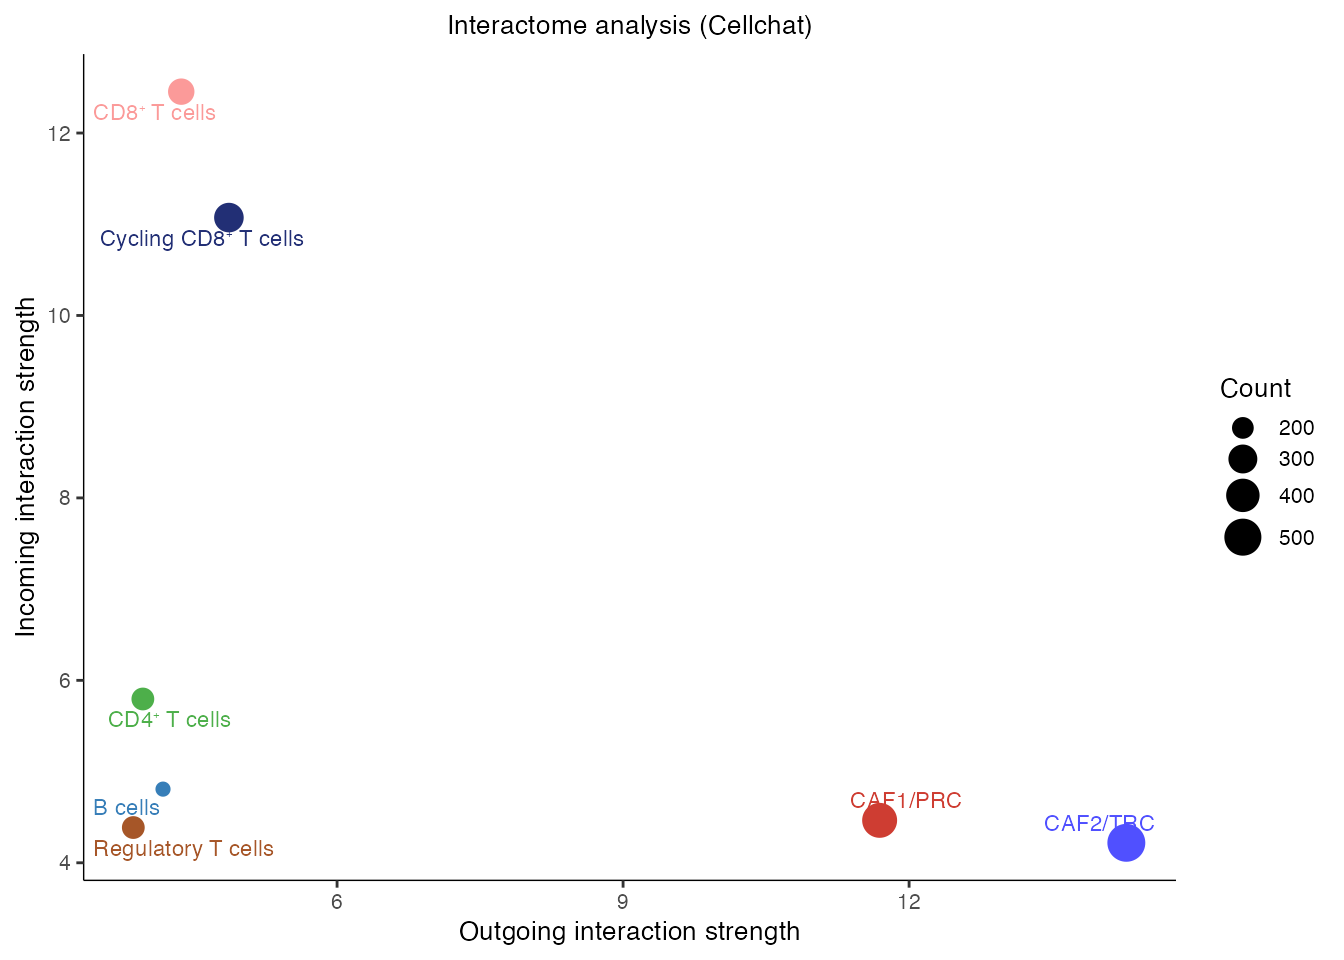 Interactome analysis (Cellchat)
CD8⁺ T cells
12
Cycling CD8⁺ T cells
10
Incoming interaction strength
8
6
CD4⁺ T cells
B cells
Regulatory T cells
4
CAF1/PRC
CAF2/TRC
6
9
12
Outgoing interaction strength
Count
200
300
400
500